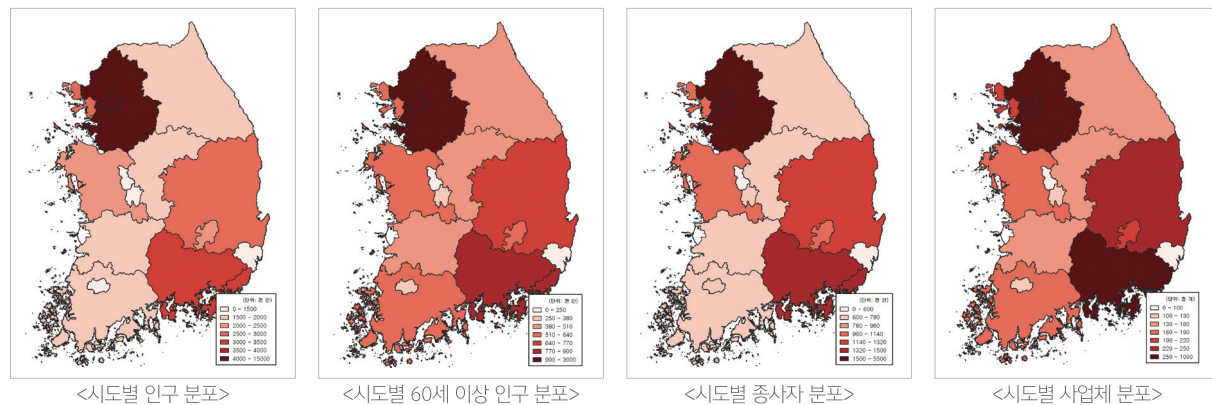 (단위: 천 명)
0 - 1500
1500 - 2000
2000 - 2500
2500 - 3000
3000 - 3500
3500 - 4000
4000 - 15000
<시도별 인구 분포>
(단위: 천 명)
0 - 250
250 - 380
380 - 510
510 - 640
640 - 770
770 - 900
900 - 3000
<시도별 60세 이상 인구 분포>
(단위: 천 명)
0 - 600
600 - 780
780 - 960
960 - 1140
1140 - 1320
1320 - 1500
1500 - 5500
<시도별 종사자 분포>
(단위: 천 개)
0 - 100
100 - 130
130 - 160
160 - 190
190 - 220
220 - 250
250 - 1000
<시도별 사업체 분포>